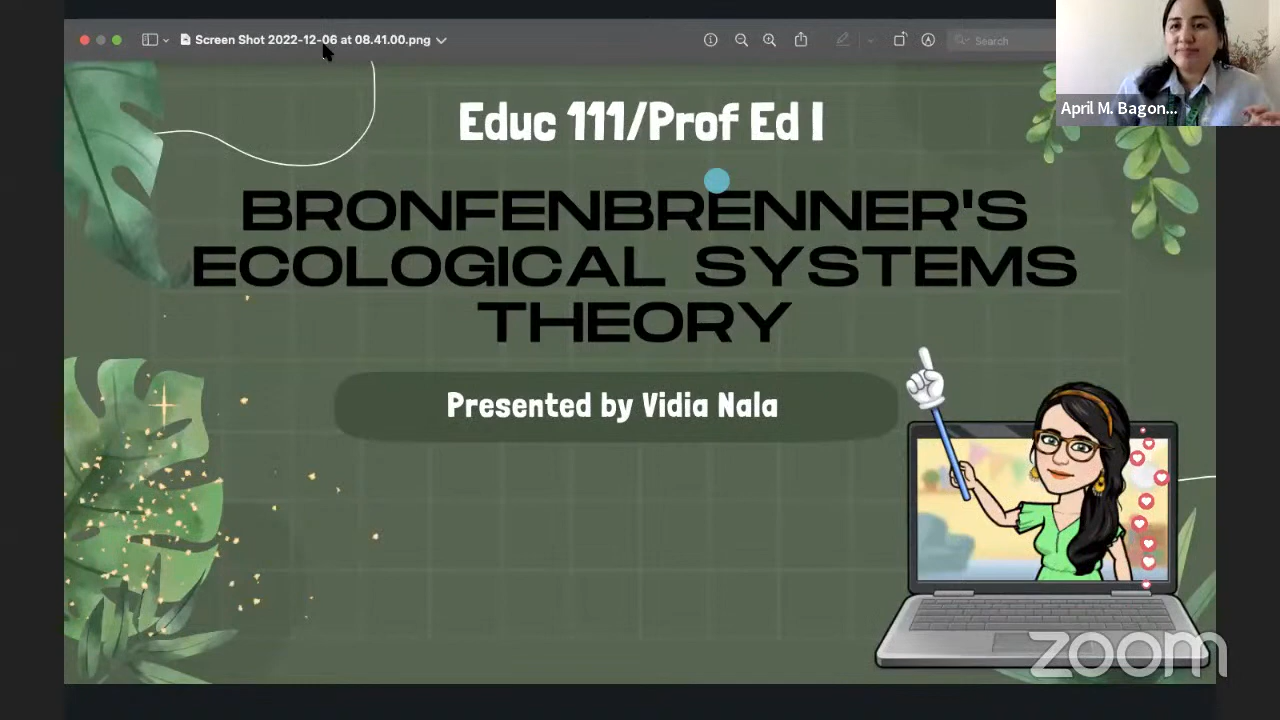 Screen Shot 2022-12-06 at 08.41.00.png
Search
April M. Bagon...
Educ 111/Prof Ed I
BRONFENBRENNER'S
ECOLOGICAL SYSTEMS
THEORY
Presented by Vidia Nala
zoom